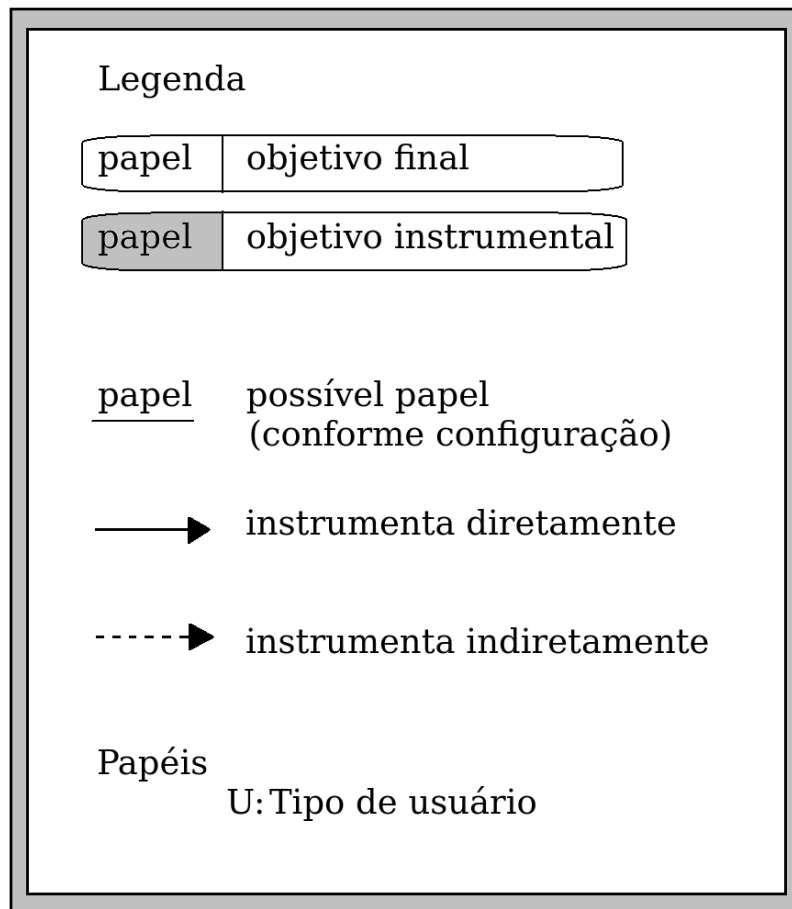 Legenda
papel objetivo final
papel objetivo instrumental
papel possível papel
(conforme configuração)
instrumenta diretamente
instrumenta indiretamente
Papéis
U: Tipo de usuário